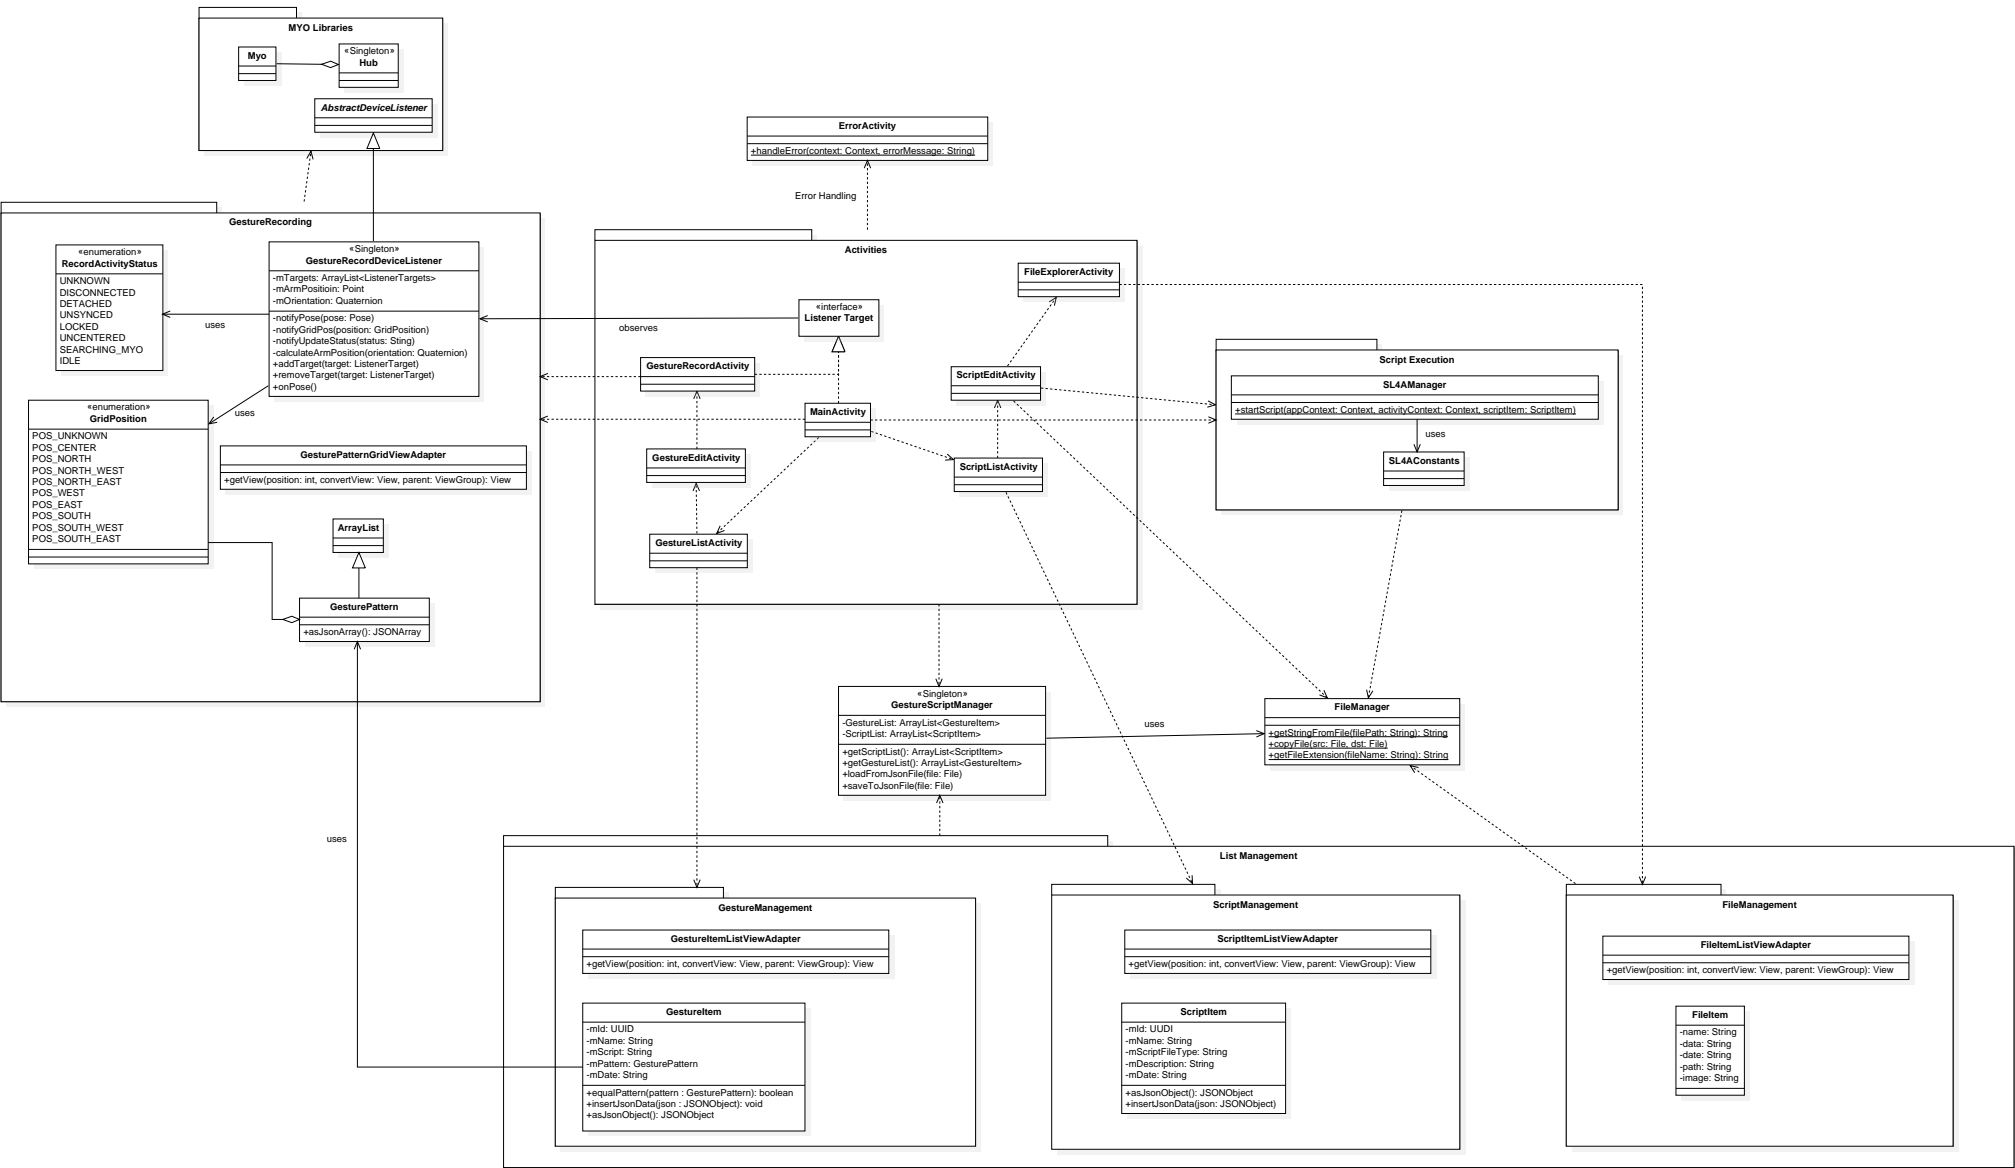 MYO Libraries
Myo
«Singleton»
Hub
AbstractDeviceListener
ErrorActivity
+handleError(context: Context, errorMessage: String)
Error Handling
GestureRecording
«enumeration»
RecordActivityStatus
UNKNOWN
DISCONNECTED
DETACHED
UNSYNCED
LOCKED
UNCENTERED
SEARCHING_MYO
IDLE
uses
«Singleton»
GestureRecordDeviceListener
-mTargets: ArrayList<ListenerTargets>
-mArmPositioin: Point
-mOrientation: Quaternion
-notifyPose(pose: Pose)
-notifyGridPos(position: GridPosition)
-notifyUpdateStatus(status: Sting)
-calculateArmPosition(orientation: Quaternion)
+addTarget(target: ListenerTarget)
+removeTarget(target: ListenerTarget)
+onPose()
uses
«enumeration»
GridPosition
POS_UNKNOWN
POS_CENTER
POS_NORTH
POS_NORTH_WEST
POS_NORTH_EAST
POS_WEST
POS_EAST
POS_SOUTH
POS_SOUTH_WEST
POS_SOUTH_EAST
GesturePatternGridViewAdapter
+getView(position: int, convertView: View, parent: ViewGroup): View
ArrayList
GesturePattern
+asJsonArray(): JSONArray
uses
Activities
FileExplorerActivity
«interface»
Listener Target
observes
GestureRecordActivity
ScriptEditActivity
MainActivity
GestureEditActivity
ScriptListActivity
GestureListActivity
Script Execution
SL4AManager
+startScript(appContext: Context, activityContext: Context, scriptItem: ScriptItem)
uses
SL4AConstants
«Singleton»
GestureScriptManager
-GestureList: ArrayList<GestureItem>
-ScriptList: ArrayList<ScriptItem>
+getScriptList(): ArrayList<ScriptItem>
+getGestureList(): ArrayList<GestureItem>
+loadFromJsonFile(file: File)
+saveToJsonFile(file: File)
uses
FileManager
+getStringFromFile(filePath: String): String
+copyFile(src: File, dst: File)
+getFileExtension(fileName: String): String
List Management
GestureManagement
GestureItemListViewAdapter
+getView(position: int, convertView: View, parent: ViewGroup): View
GestureItem
-mId: UUID
-mName: String
-mScript: String
-mPattern: GesturePattern
-mDate: String
+equalPattern(pattern : GesturePattern): boolean
+insertJsonData(json : JSONObject): void
+asJsonObject(): JSONObject
ScriptManagement
ScriptItemListViewAdapter
+getView(position: int, convertView: View, parent: ViewGroup): View
ScriptItem
-mId: UUDI
-mName: String
-mScriptFileType: String
-mDescription: String
-mDate: String
+asJsonObject(): JSONObject
+insertJsonData(json: JSONObject)
FileManagement
FileItemListViewAdapter
+getView(position: int, convertView: View, parent: ViewGroup): View
FileItem
-name: String
-data: String
-date: String
-path: String
-image: String